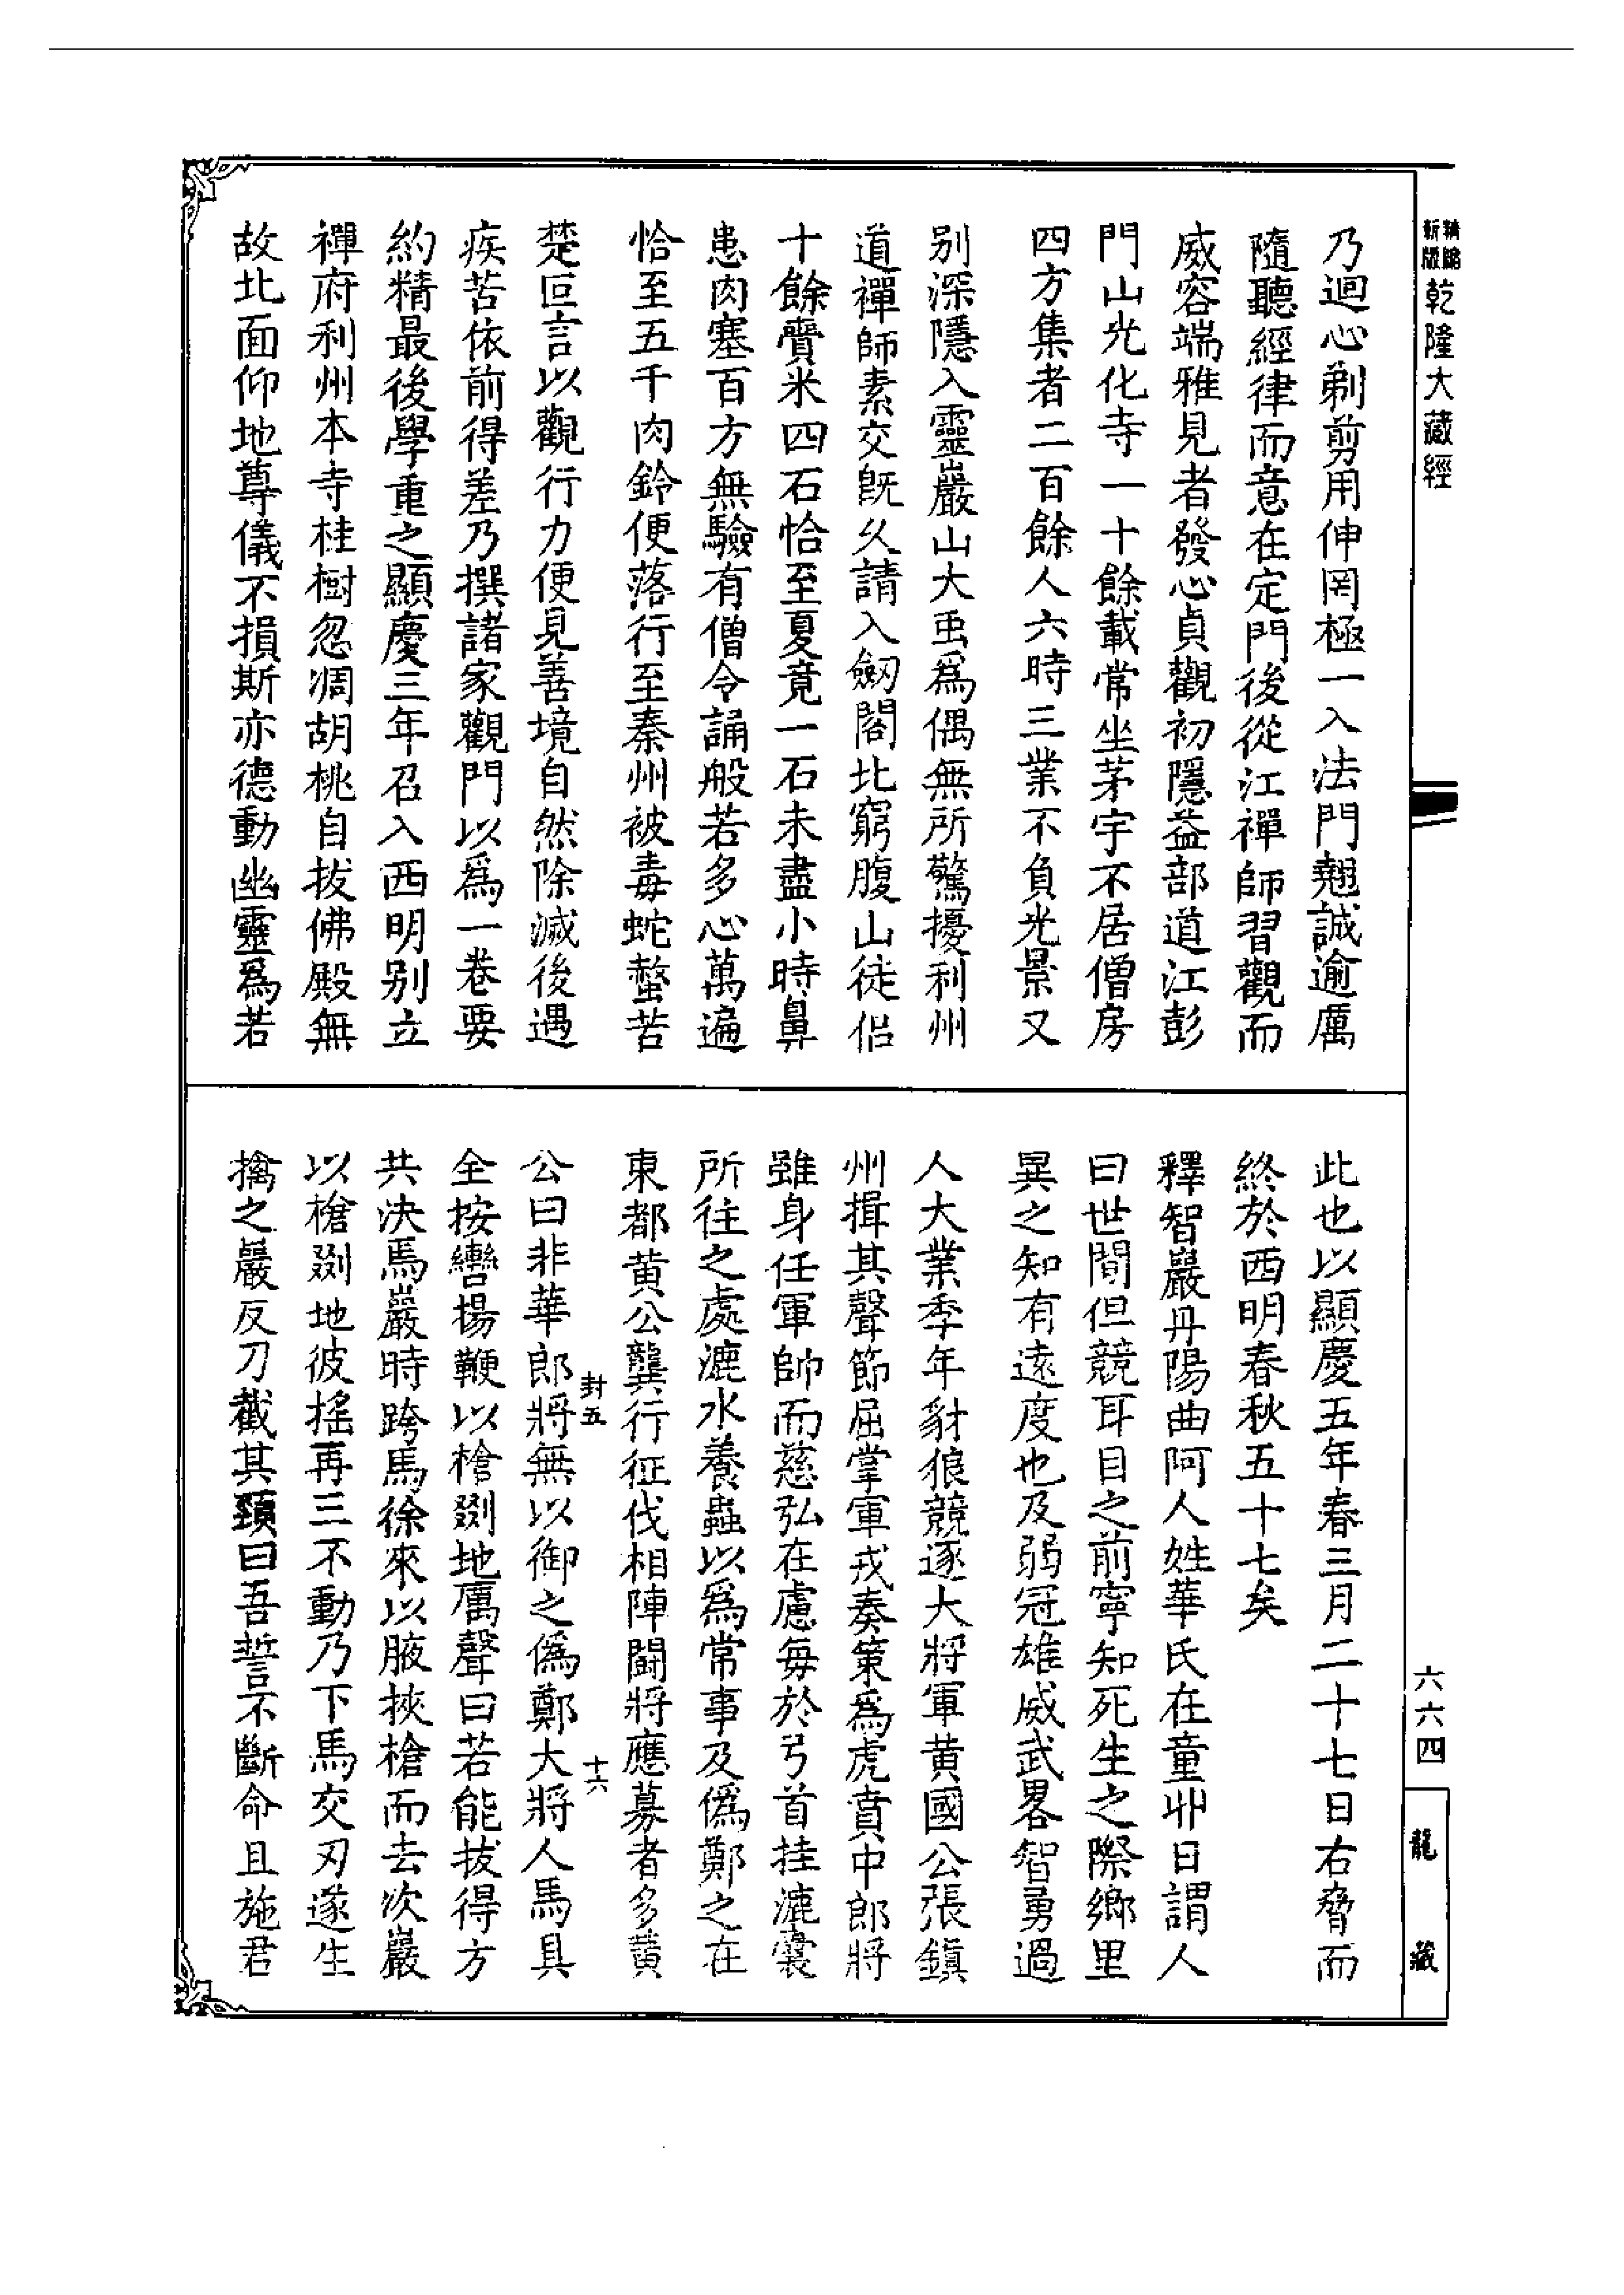 精縮新版乾隆大藏經
乃迴心剃剪用伸罔極一入法門翹誠逾厲
隨聽經律而意在定門後從江禪師習觀而
威容端雅見者發心貞觀初隱益部道江彭
門山光化寺一十餘載常坐茅宇不居僧房
四方集者二百餘人六時三業不負光景又
別深隱入靈巖山大虫爲偶無所驚擾利州
道禪師素交旣久請入劒閣北窮腹山徒侶
十餘賷米四石恰至夏竟一石未盡小時鼻
患肉塞百方無驗有僧令誦般若多心萬遍
恰至五千肉鈴便落行至秦州被毒蛇螫苦
楚叵言以觀行力便見善境自然除滅後遇
疾苦依前得差乃撰諸家觀門以爲一卷要
約精最後學重之顯慶三年召入西明別立
禪府利州本寺桂樹忽凋胡桃自拔佛殿無
故北面仰地尊儀不損斯亦德動幽靈爲若
此也以顯慶五年春三月二十七日右脅而
終於西明春秋五十七矣
釋智巖丹陽曲阿人姓華氏在童丱日謂人
曰世間但競耳目之前寧知死生之際鄉里
異之知有遠度也及弱冠雄威武畧智勇過
人大業季年豺狼競逐大將軍黃國公張鎮
州揖其聲節屈掌軍戎奏策爲虎賁中郎將
雖身任軍帥而慈弘在慮每於弓首挂漉囊
所往之處漉水養蟲以爲常事及僞鄭之在
東都黃公龔行征伐相陣鬪將應募者多黃
封五
十六
公曰非華郎將無以御之僞鄭大將人馬具
全按轡揚鞭以槍剟地厲聲曰若能拔得方
共决焉巖時跨馬徐來以腋挾槍而去次巖
以槍剟地彼搖再三不動乃下馬交刃遂生
擒之巖反刀截其頸曰吾誓不斷命且施君
六六四
龍藏